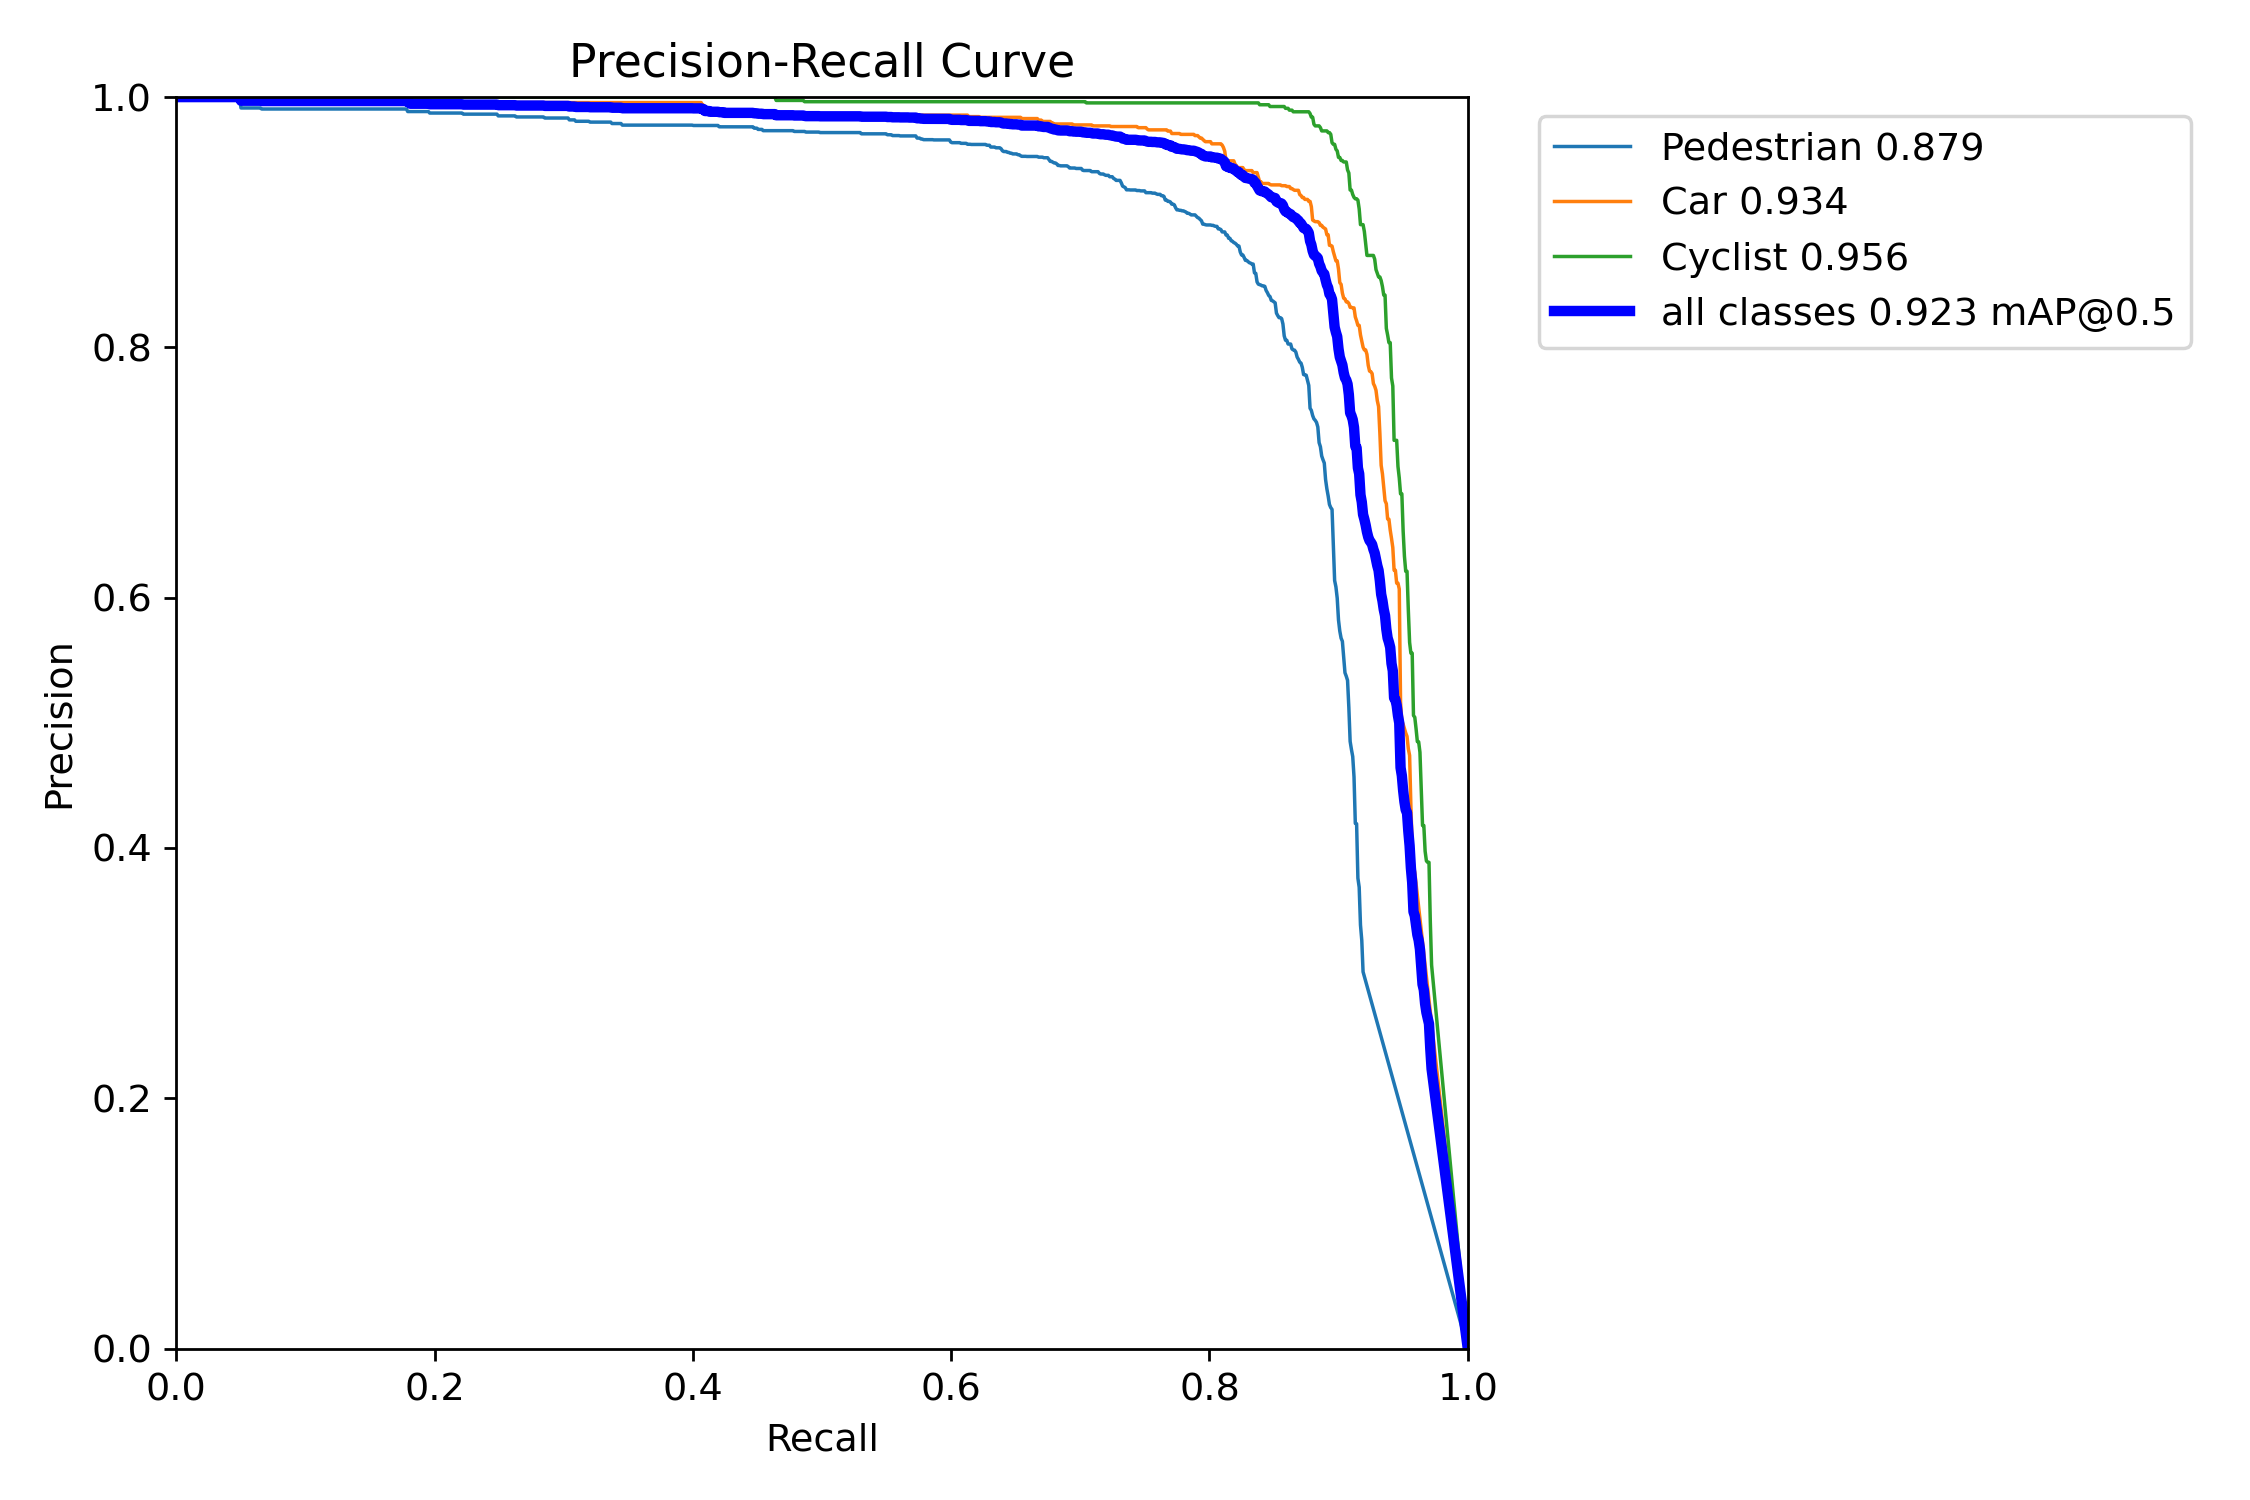 Precision-Recall Curve
1.0
0.8
0.6
0.4
0.2
0.0
Precision
0.0 0.2 0.4 0.6 0.8 1.0
Recall
Pedestrian 0.879
Car 0.934
Cyclist 0.956
all classes 0.923 mAP@0.5